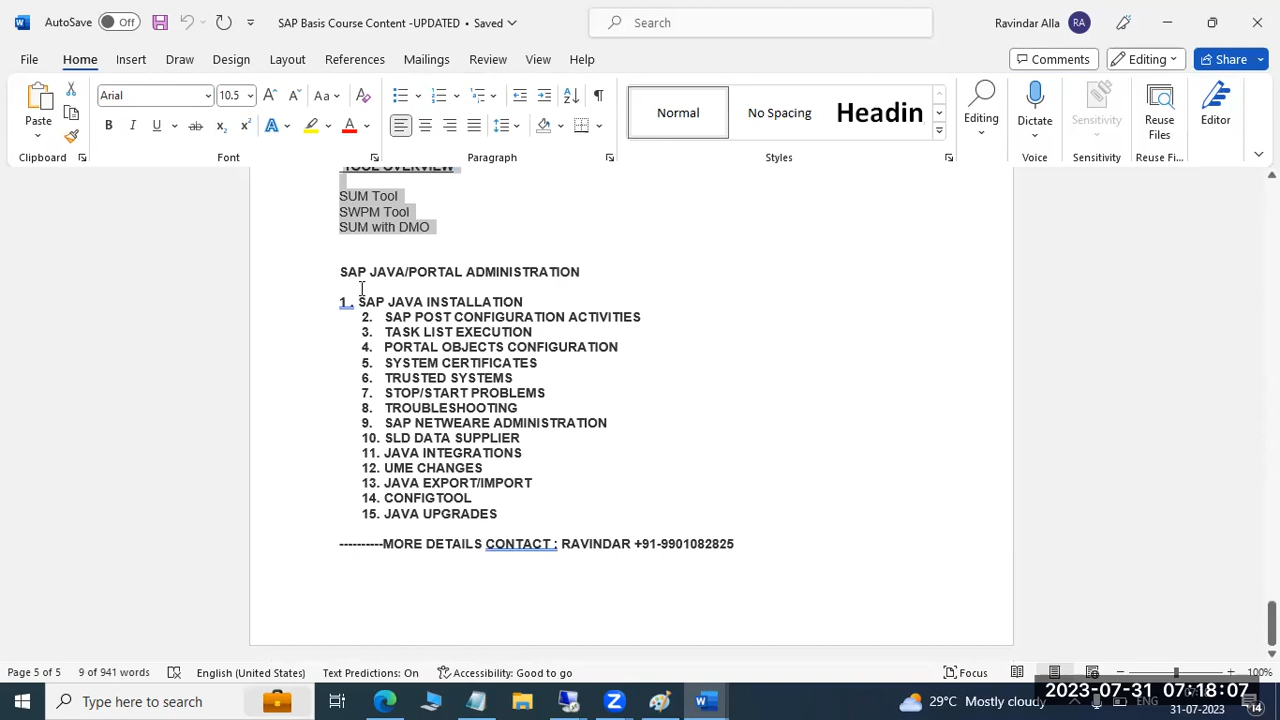 AutoSave Off SAP Basis Course Content -UPDATED • Saved Search Ravindar Alla RA
File Home Insert Draw Design Layout References Mailings Review View Help Comments Editing Share
Paste Arial 10.5 Aa Normal No Spacing Headin Editing Dictate Sensitivity Reuse Files Editor
Clipboard Font Paragraph Styles Voice Sensitivity Reuse Fi...
TOOL OVERVIEW
SUM Tool
SWPM Tool
SUM with DMO
SAP JAVA/PORTAL ADMINISTRATION
1 . SAP JAVA INSTALLATION
2. SAP POST CONFIGURATION ACTIVITIES
3. TASK LIST EXECUTION
4. PORTAL OBJECTS CONFIGURATION
5. SYSTEM CERTIFICATES
6. TRUSTED SYSTEMS
7. STOP/START PROBLEMS
8. TROUBLESHOOTING
9. SAP NETWEARE ADMINISTRATION
10. SLD DATA SUPPLIER
11. JAVA INTEGRATIONS
12. UME CHANGES
13. JAVA EXPORT/IMPORT
14. CONFIGTOOL
15. JAVA UPGRADES
----------MORE DETAILS CONTACT : RAVINDAR +91-9901082825
Page 5 of 5 9 of 941 words English (United States) Text Predictions: On Accessibility: Good to go Focus 100%
Type here to search 29°C Mostly cloudy ENG 2023-07-31 07:18:07
31-07-2023 14